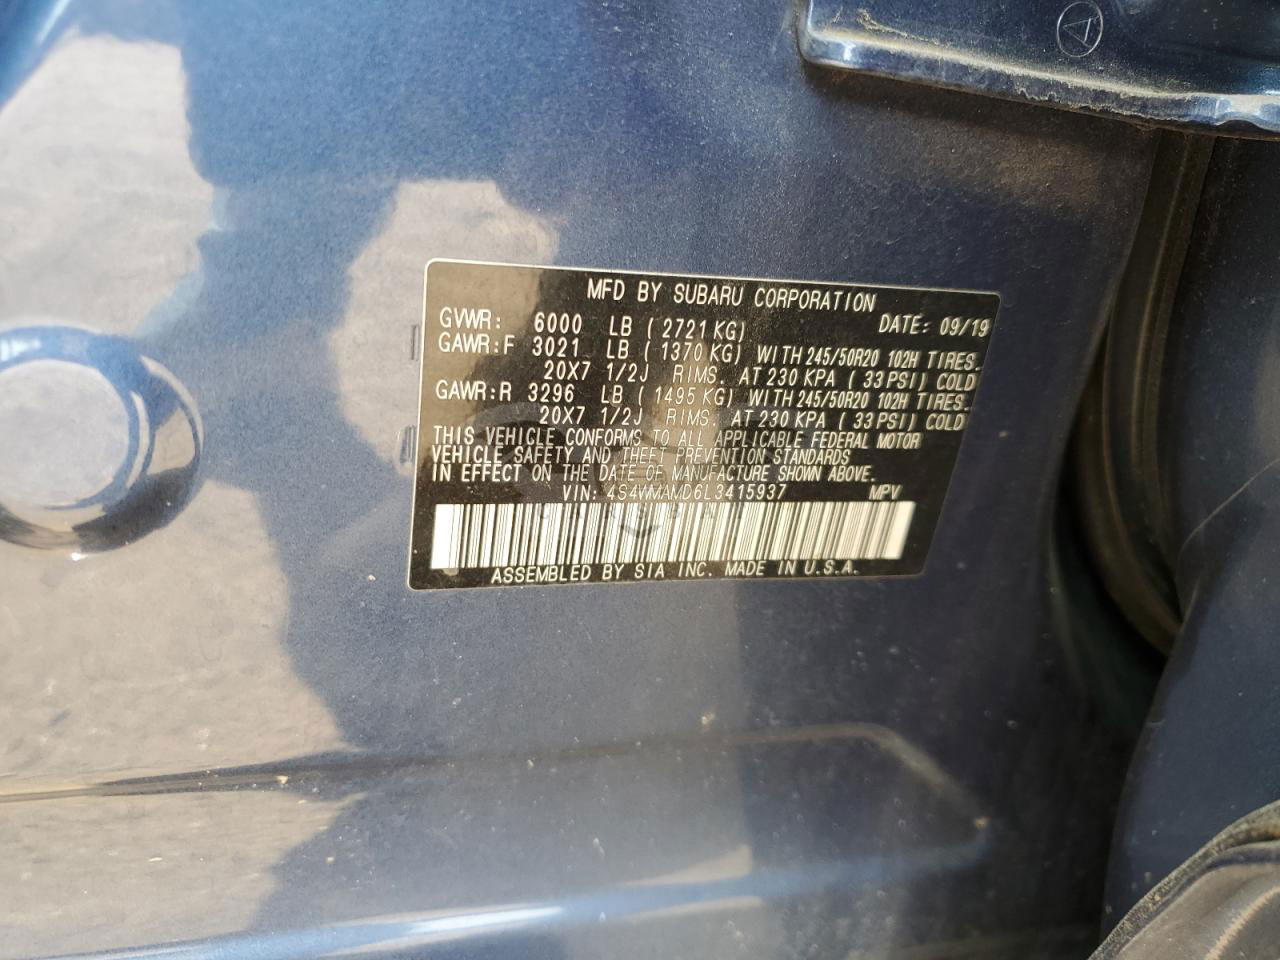 MFD BY SUBARU CORPORATION
GVWR: 6000 LB (2721 KG) DATE: 09/19
GAWR:F 3021 LB (1370 KG) WITH 245/50R20 102H TIRES.
20X7 1/2J RIMS. AT 230 KPA (33 PSI) COLD
GAWR:R 3296 LB (1495 KG) WITH 245/50R20 102H TIRES.
20X7 1/2J RIMS. AT 230 KPA (33 PSI) COLD
THIS VEHICLE CONFORMS TO ALL APPLICABLE FEDERAL MOTOR
VEHICLE SAFETY AND THEFT PREVENTION STANDARDS
IN EFFECT ON THE DATE OF MANUFACTURE SHOWN ABOVE.
VIN: 4S4WMAMD6L3415937 MPV
ASSEMBLED BY SIA INC. MADE IN U.S.A.